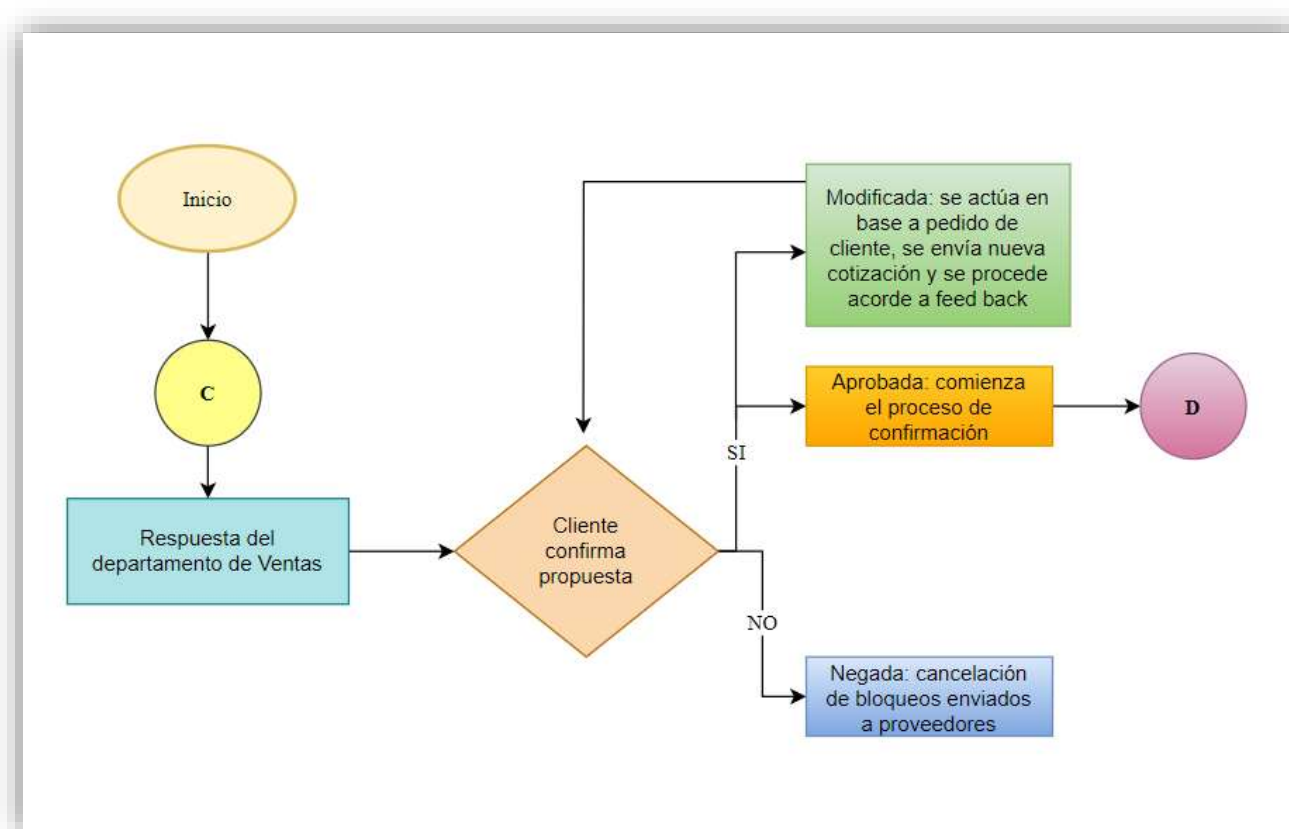 Inicio
C
Respuesta del
departamento de Ventas
Cliente
confirma
propuesta
SI
NO
Modificada: se actúa en
base a pedido de
cliente, se envía nueva
cotización y se procede
acorde a feed back
Aprobada: comienza
el proceso de
confirmación
D
Negada: cancelación
de bloqueos enviados
a proveedores